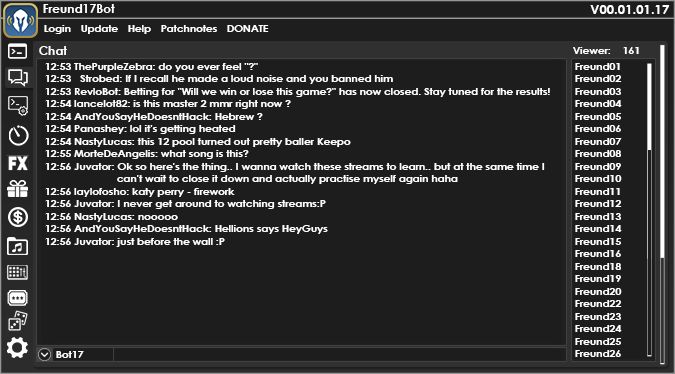 Freund17Bot
V00.01.01.17
Login Update Help Patchnotes DONATE
Chat
Viewer: 161
12:53 ThePurpleZebra: do you ever feel "?"
12:53 Strobed: If I recall he made a loud noise and you banned him
12:53 RevloBot: Betting for "Will we win or lose this game?" has now closed. Stay tuned for the results!
12:54 lancelot82: is this master 2 mmr right now ?
12:54 AndYouSayHeDoesntHack: Hebrew ?
12:54 Panashey: lol it's getting heated
12:54 NastyLucas: this 12 pool turned out pretty baller Keepo
12:55 MorteDeAngelis: what song is this?
12:56 Juvator: Ok so here's the thing.. I wanna watch these streams to learn.. but at the same time I
can't wait to close it down and actually practise myself again haha
12:56 laylofosho: katy perry - firework
12:56 Juvator: I never get around to watching streams:P
12:56 NastyLucas: nooooo
12:56 AndYouSayHeDoesntHack: Hellions says HeyGuys
12:56 Juvator: just before the wall :P
Freund01
Freund02
Freund03
Freund04
Freund05
Freund06
Freund07
Freund08
Freund09
Freund10
Freund11
Freund12
Freund13
Freund14
Freund15
Freund16
Freund18
Freund19
Freund20
Freund22
Freund23
Freund24
Freund25
Freund26
FX
Bot17